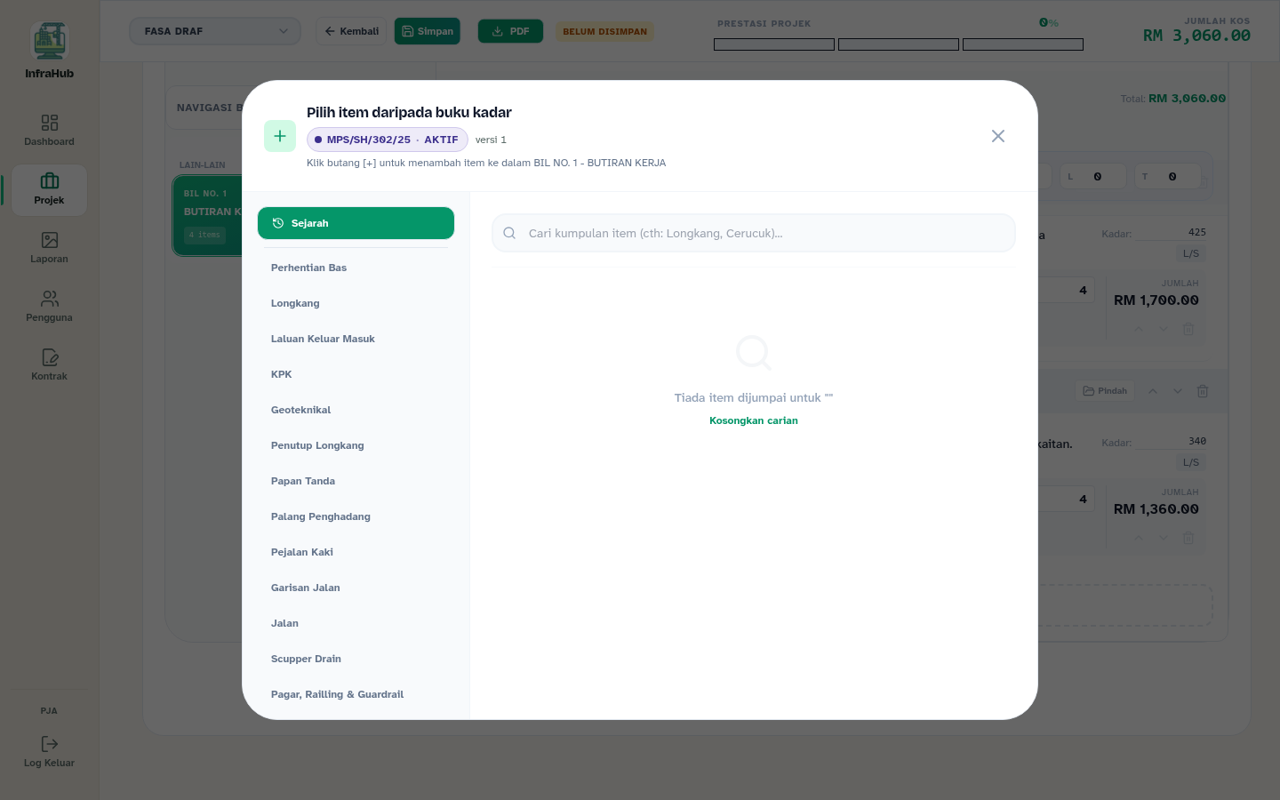 InfraHub
Dashboard
Projek
Laporan
Pengguna
Kontrak
PJA
Log Keluar
FASA DRAF
Kembali
Simpan
PDF
BELUM DISIMPAN
PRESTASI PROJEK
0%
JUMLAH KOS
RM 3,060.00
NAVIGASI B
Total: RM 3,060.00
LAIN-LAIN
BIL NO. 1
BUTIRAN K
4 items
L 0
T 0
Kadar: 425
L/S
4
JUMLAH
RM 1,700.00
Pindah
kaitan.
Kadar: 340
L/S
4
JUMLAH
RM 1,360.00
Pilih item daripada buku kadar
MPS/SH/302/25 · AKTIF
versi 1
Klik butang [+] untuk menambah item ke dalam BIL NO. 1 - BUTIRAN KERJA
Sejarah
Perhentian Bas
Longkang
Laluan Keluar Masuk
KPK
Geoteknikal
Penutup Longkang
Papan Tanda
Palang Penghadang
Pejalan Kaki
Garisan Jalan
Jalan
Scupper Drain
Pagar, Railling & Guardrail
Cari kumpulan item (cth: Longkang, Cerucuk)...
Tiada item dijumpai untuk ""
Kosongkan carian